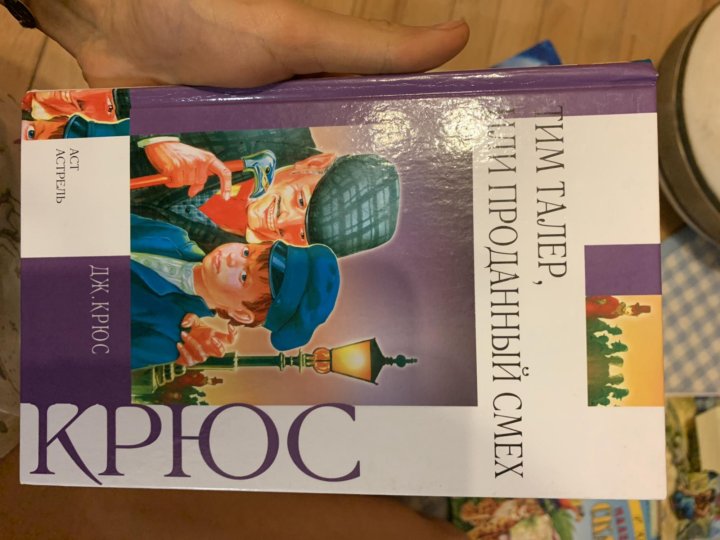 ТИМ ТАЛЕР,
ИЛИ ПРОДАННЫЙ СМЕХ
КРЮС
ДЖ. КРЮС
АСТ
АСТРЕЛЬ